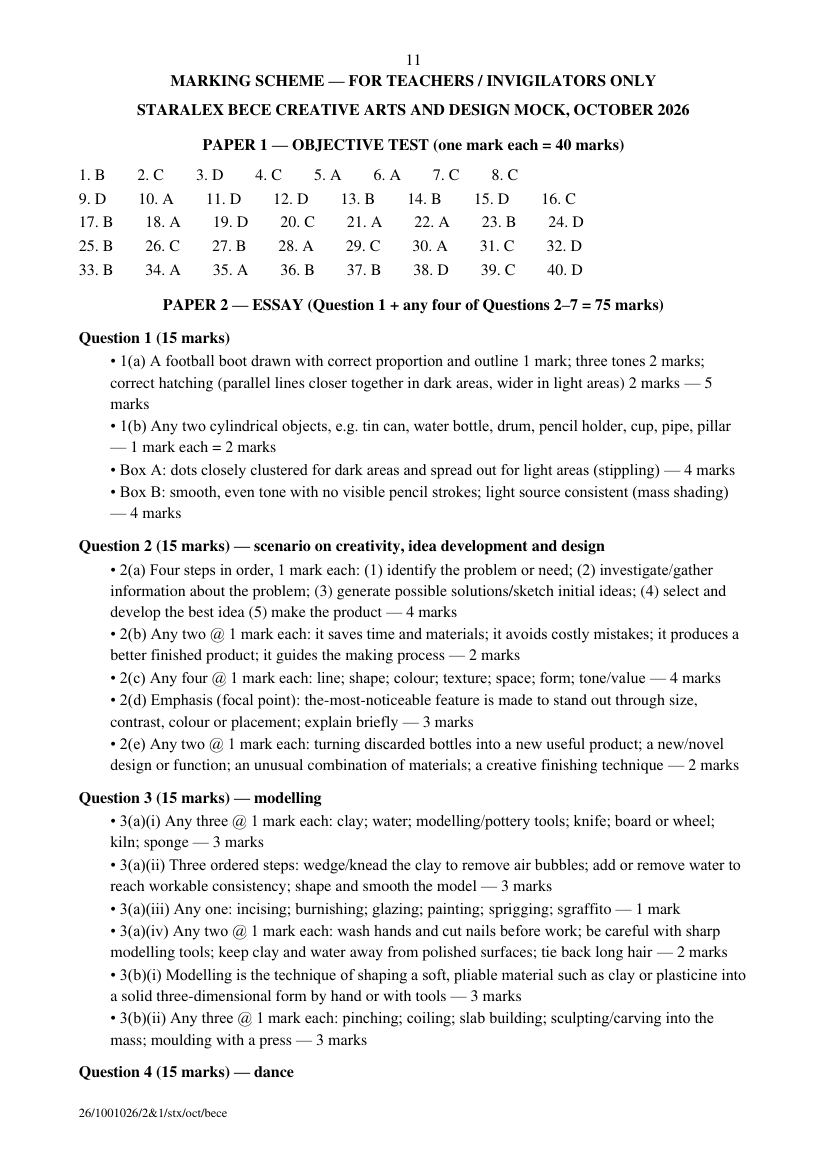 11
MARKING SCHEME — FOR TEACHERS / INVIGILATORS ONLY
STARALEX BECE CREATIVE ARTS AND DESIGN MOCK, OCTOBER 2026
PAPER 1 — OBJECTIVE TEST (one mark each = 40 marks)
1. B 2. C 3. D 4. C 5. A 6. A 7. C 8. C
9. D 10. A 11. D 12. D 13. B 14. B 15. D 16. C
17. B 18. A 19. D 20. C 21. A 22. A 23. B 24. D
25. B 26. C 27. B 28. A 29. C 30. A 31. C 32. D
33. B 34. A 35. A 36. B 37. B 38. D 39. C 40. D
PAPER 2 — ESSAY (Question 1 + any four of Questions 2–7 = 75 marks)
Question 1 (15 marks)
• 1(a) A football boot drawn with correct proportion and outline 1 mark; three tones 2 marks;
correct hatching (parallel lines closer together in dark areas, wider in light areas) 2 marks — 5
marks
• 1(b) Any two cylindrical objects, e.g. tin can, water bottle, drum, pencil holder, cup, pipe, pillar
— 1 mark each = 2 marks
• Box A: dots closely clustered for dark areas and spread out for light areas (stippling) — 4 marks
• Box B: smooth, even tone with no visible pencil strokes; light source consistent (mass shading)
— 4 marks
Question 2 (15 marks) — scenario on creativity, idea development and design
• 2(a) Four steps in order, 1 mark each: (1) identify the problem or need; (2) investigate/gather
information about the problem; (3) generate possible solutions/sketch initial ideas; (4) select and
develop the best idea (5) make the product — 4 marks
• 2(b) Any two @ 1 mark each: it saves time and materials; it avoids costly mistakes; it produces a
better finished product; it guides the making process — 2 marks
• 2(c) Any four @ 1 mark each: line; shape; colour; texture; space; form; tone/value — 4 marks
• 2(d) Emphasis (focal point): the-most-noticeable feature is made to stand out through size,
contrast, colour or placement; explain briefly — 3 marks
• 2(e) Any two @ 1 mark each: turning discarded bottles into a new useful product; a new/novel
design or function; an unusual combination of materials; a creative finishing technique — 2 marks
Question 3 (15 marks) — modelling
• 3(a)(i) Any three @ 1 mark each: clay; water; modelling/pottery tools; knife; board or wheel;
kiln; sponge — 3 marks
• 3(a)(ii) Three ordered steps: wedge/knead the clay to remove air bubbles; add or remove water to
reach workable consistency; shape and smooth the model — 3 marks
• 3(a)(iii) Any one: incising; burnishing; glazing; painting; sprigging; sgraffito — 1 mark
• 3(a)(iv) Any two @ 1 mark each: wash hands and cut nails before work; be careful with sharp
modelling tools; keep clay and water away from polished surfaces; tie back long hair — 2 marks
• 3(b)(i) Modelling is the technique of shaping a soft, pliable material such as clay or plasticine into
a solid three-dimensional form by hand or with tools — 3 marks
• 3(b)(ii) Any three @ 1 mark each: pinching; coiling; slab building; sculpting/carving into the
mass; moulding with a press — 3 marks
Question 4 (15 marks) — dance
26/1001026/2&1/stx/oct/bece